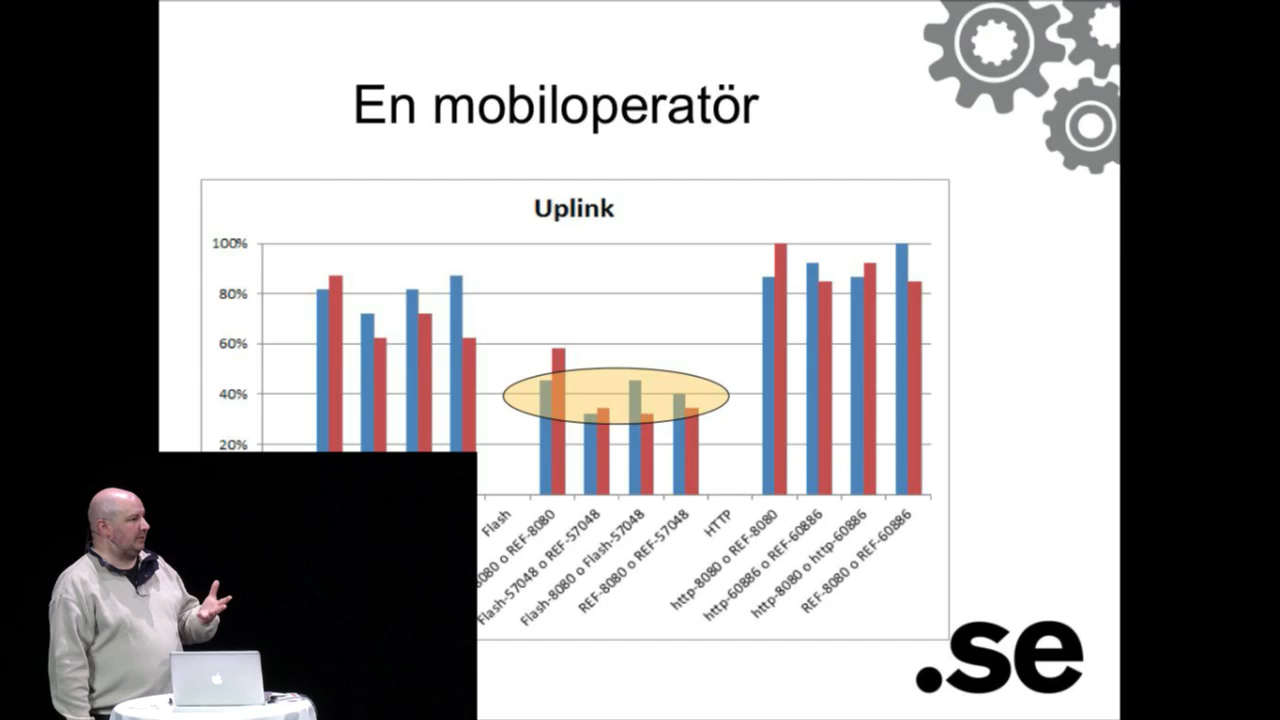 En mobiloperatör
Uplink
100%
80%
60%
40%
20%
Flash
8080 o REF-8080
Flash-57048 o REF-57048
Flash-8080 o Flash-57048
REF-8080 o REF-57048
HTTP
http-8080 o REF-8080
http-60886 o REF-60886
http-8080 o http-60886
REF-8080 o REF-60886
.se